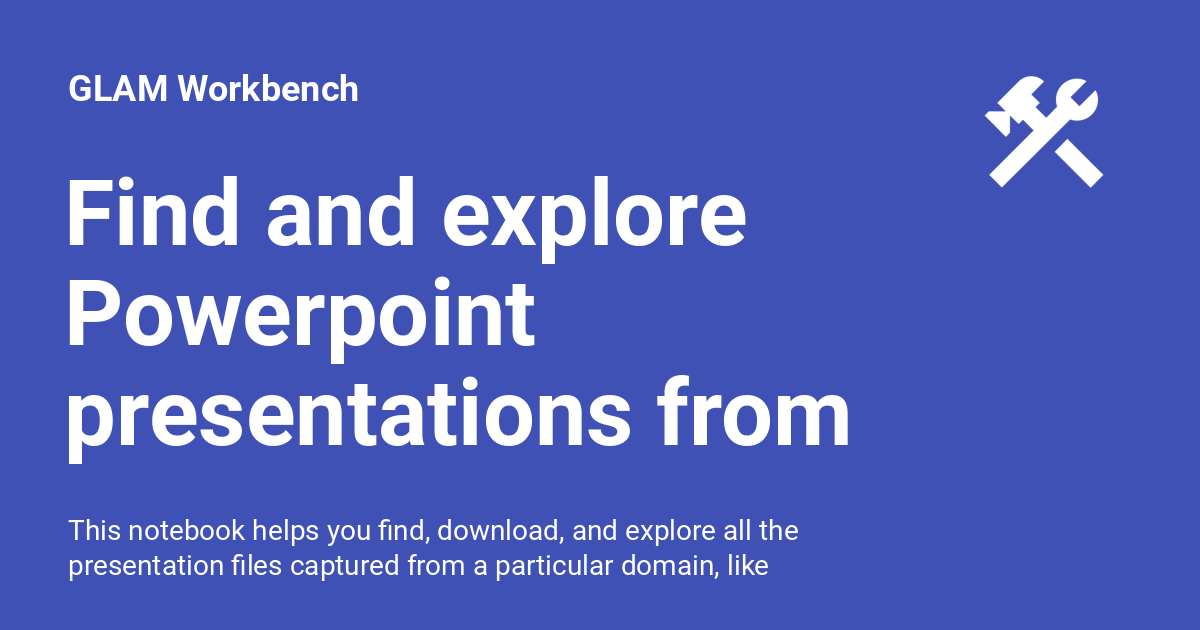 GLAM Workbench
Find and explore
Powerpoint
presentations from
This notebook helps you find, download, and explore all the
presentation files captured from a particular domain, like